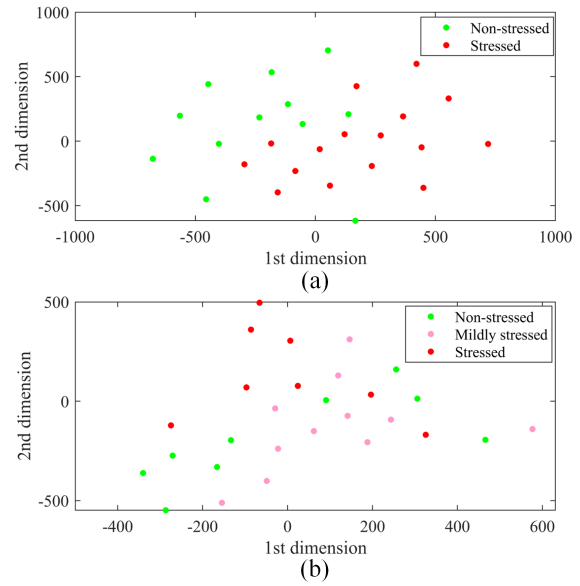 1000
500
0
-500
2nd dimension
Non-stressed
Stressed
-1000
-500
0
500
1000
1st dimension
(a)
500
0
-500
2nd dimension
Non-stressed
Mildly stressed
Stressed
-400
-200
0
200
400
600
1st dimension
(b)